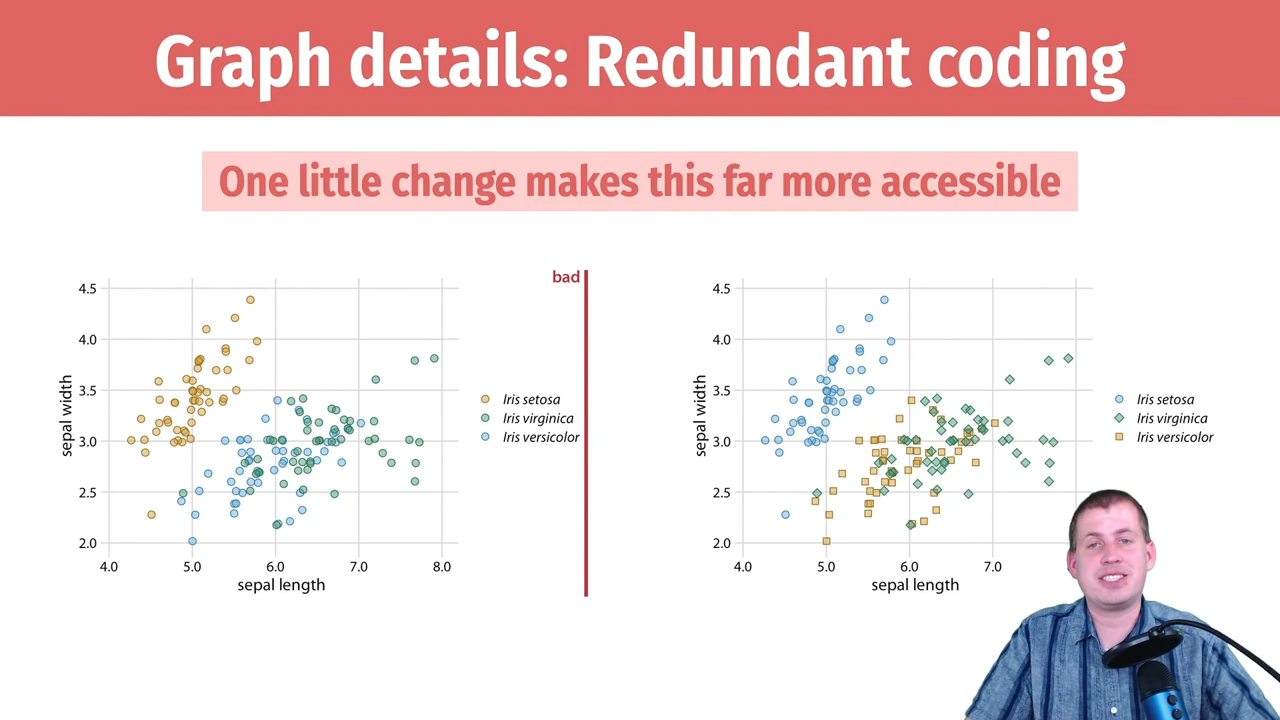 Graph details: Redundant coding
One little change makes this far more accessible
bad
4.5
4.0
3.5
3.0
2.5
2.0
sepal width
4.0 5.0 6.0 7.0 8.0
sepal length
Iris setosa
Iris virginica
Iris versicolor
4.5
4.0
3.5
3.0
2.5
2.0
sepal width
4.0 5.0 6.0 7.0
sepal length
Iris setosa
Iris virginica
Iris versicolor